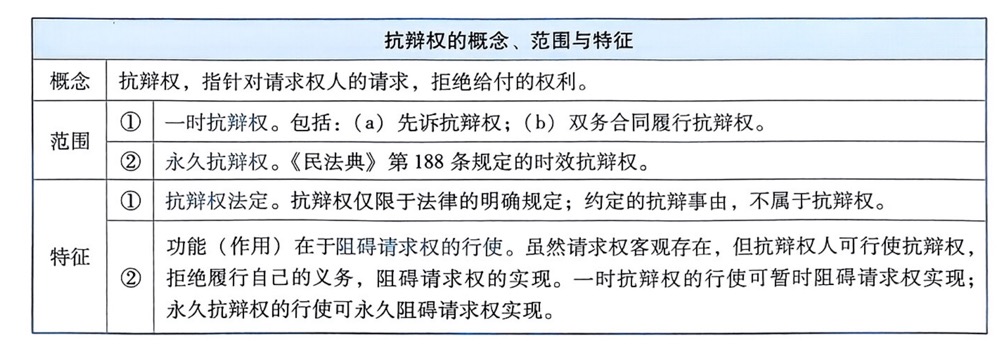 抗辩权的概念、范围与特征
概念
抗辩权，指针对请求权人的请求，拒绝给付的权利。
范围
①
一时抗辩权。包括：（a）先诉抗辩权；（b）双务合同履行抗辩权。
②
永久抗辩权。《民法典》第188条规定的时效抗辩权。
特征
①
抗辩权法定。抗辩权仅限于法律的明确规定；约定的抗辩事由，不属于抗辩权。
②
功能（作用）在于阻碍请求权的行使。虽然请求权客观存在，但抗辩权人可行使抗辩权，
拒绝履行自己的义务，阻碍请求权的实现。一时抗辩权的行使可暂时阻碍请求权实现；
永久抗辩权的行使可永久阻碍请求权实现。